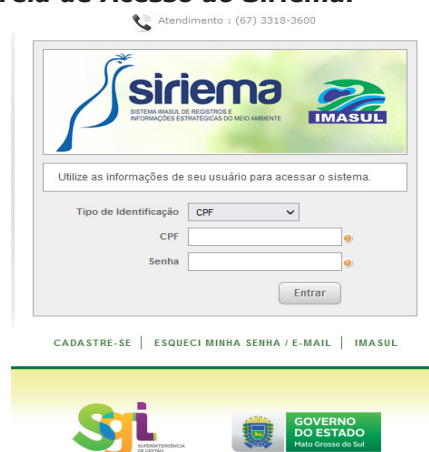 Tela de Acesso ao Siriema.
Atendimento : (67) 3318-3600
siriema
SISTEMA IMASUL DE REGISTROS E
INFORMAÇÕES ESTRATÉGICAS DO MEIO AMBIENTE
IMASUL
Utilize as informações de seu usuário para acessar o sistema.
Tipo de Identificação CPF
CPF
Senha
Entrar
CADASTRE-SE | ESQUECI MINHA SENHA / E-MAIL | IMASUL
Sgi
SUPERINTENDÊNCIA
DE GESTÃO
GOVERNO
DO ESTADO
Mato Grosso do Sul